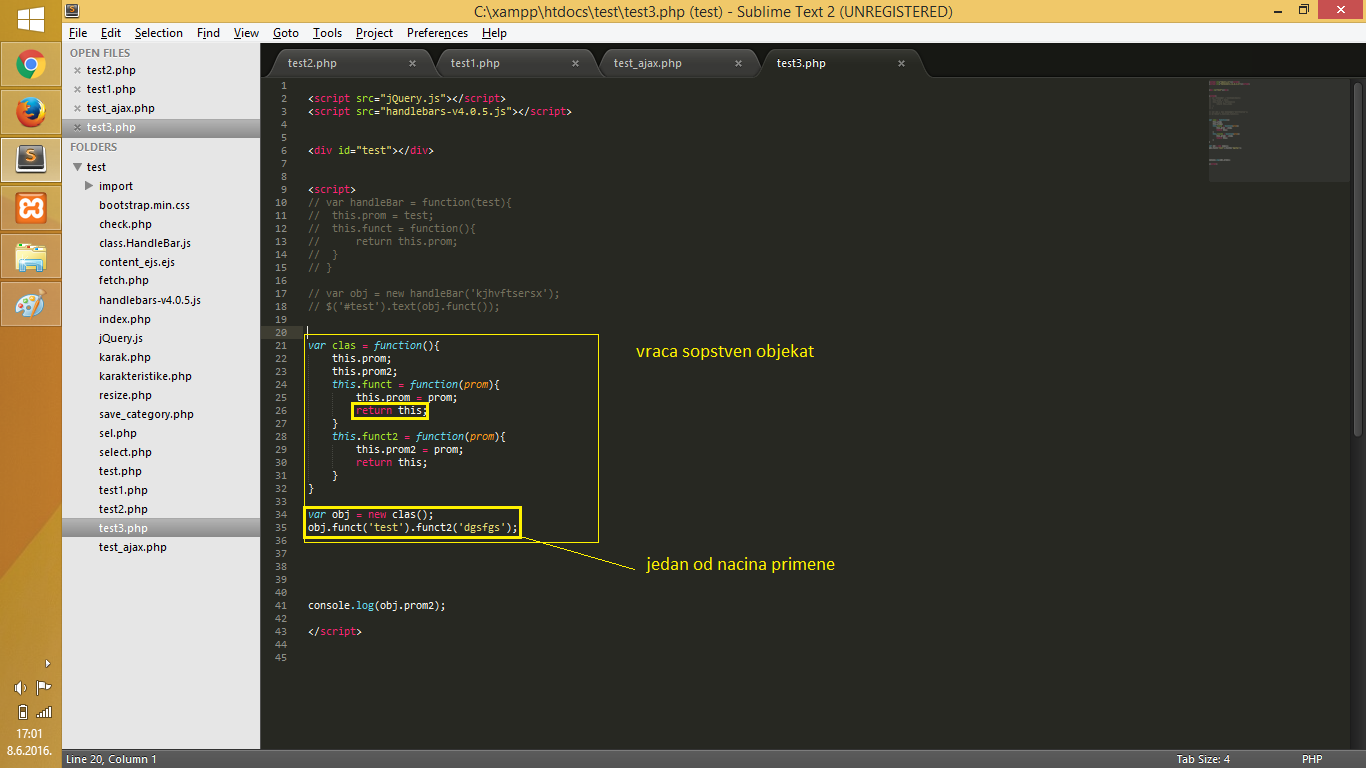 C:\xampp\htdocs\test\test3.php (test) - Sublime Text 2 (UNREGISTERED)
File Edit Selection Find View Goto Tools Project Preferences Help
OPEN FILES
test2.php
test1.php
test_ajax.php
test3.php
FOLDERS
test
import
bootstrap.min.css
check.php
class.HandleBar.js
content_ejs.ejs
fetch.php
handlebars-v4.0.5.js
index.php
jQuery.js
karak.php
karakteristike.php
resize.php
save_category.php
sel.php
select.php
test.php
test1.php
test2.php
test3.php
test_ajax.php
test2.php test1.php test_ajax.php test3.php
1
2 <script src="jQuery.js"></script>
3 <script src="handlebars-v4.0.5.js"></script>
4
5
6 <div id="test"></div>
7
8
9 <script>
10 // var handleBar = function(test){
11 //  this.prom = test;
12 //  this.funct = function(){
13 //      return this.prom;
14 //  }
15 // }
16
17 // var obj = new handleBar('kjhvftsersx');
18 // $('#test').text(obj.funct());
19
20
21 var clas = function(){
22     this.prom;
23     this.prom2;
24     this.funct = function(prom){
25         this.prom = prom;
26         return this;
27     }
28     this.funct2 = function(prom){
29         this.prom2 = prom;
30         return this;
31     }
32 }
33
34 var obj = new clas();
35 obj.funct('test').funct2('dgsfgs');
36
37
38
39
40
41 console.log(obj.prom2);
42
43 </script>
44
45
vraca sopstven objekat
jedan od nacina primene
17:01
8.6.2016.
Line 20, Column 1
Tab Size: 4
PHP